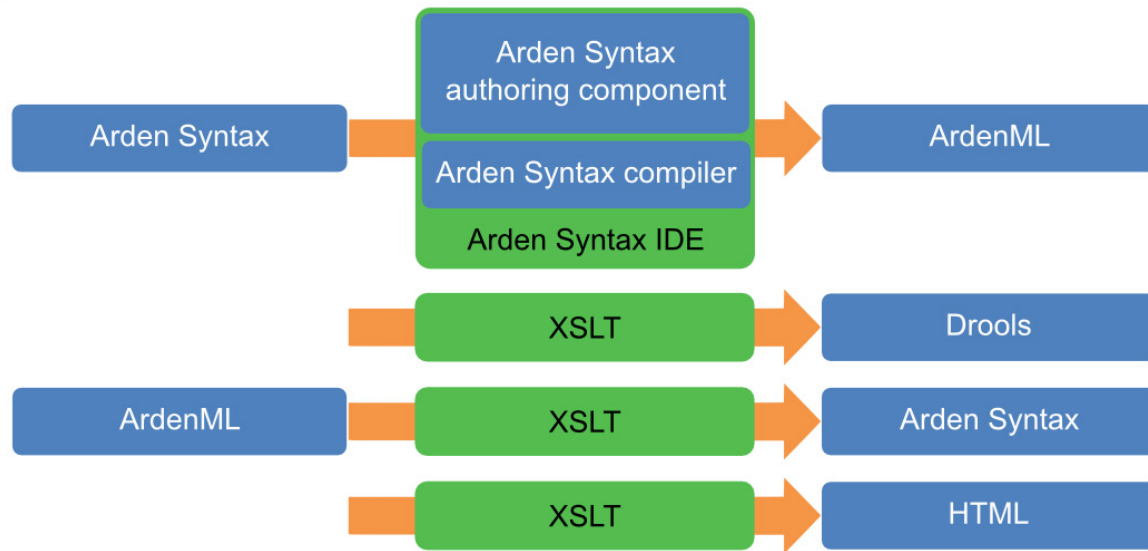 Arden Syntax
Arden Syntax
authoring component
Arden Syntax compiler
Arden Syntax IDE
ArdenML
XSLT
Drools
ArdenML
XSLT
Arden Syntax
XSLT
HTML